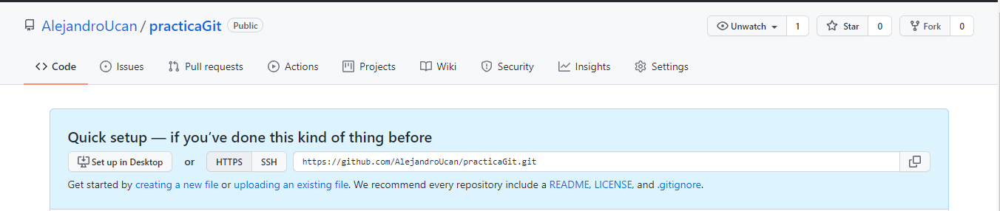 AlejandroUcan / practicaGit Public Unwatch 1 Star 0 Fork 0
Code Issues Pull requests Actions Projects Wiki Security Insights Settings
Quick setup — if you’ve done this kind of thing before
Set up in Desktop or HTTPS SSH https://github.com/AlejandroUcan/practicaGit.git
Get started by creating a new file or uploading an existing file. We recommend every repository include a README, LICENSE, and .gitignore.